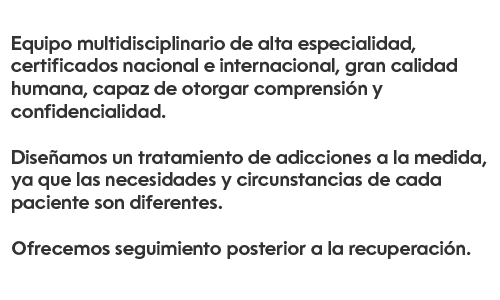 Equipo multidisciplinario de alta especialidad,
certificados nacional e internacional, gran calidad
humana, capaz de otorgar comprensión y
confidencialidad.
Diseñamos un tratamiento de adicciones a la medida,
ya que las necesidades y circunstancias de cada
paciente son diferentes.
Ofrecemos seguimiento posterior a la recuperación.